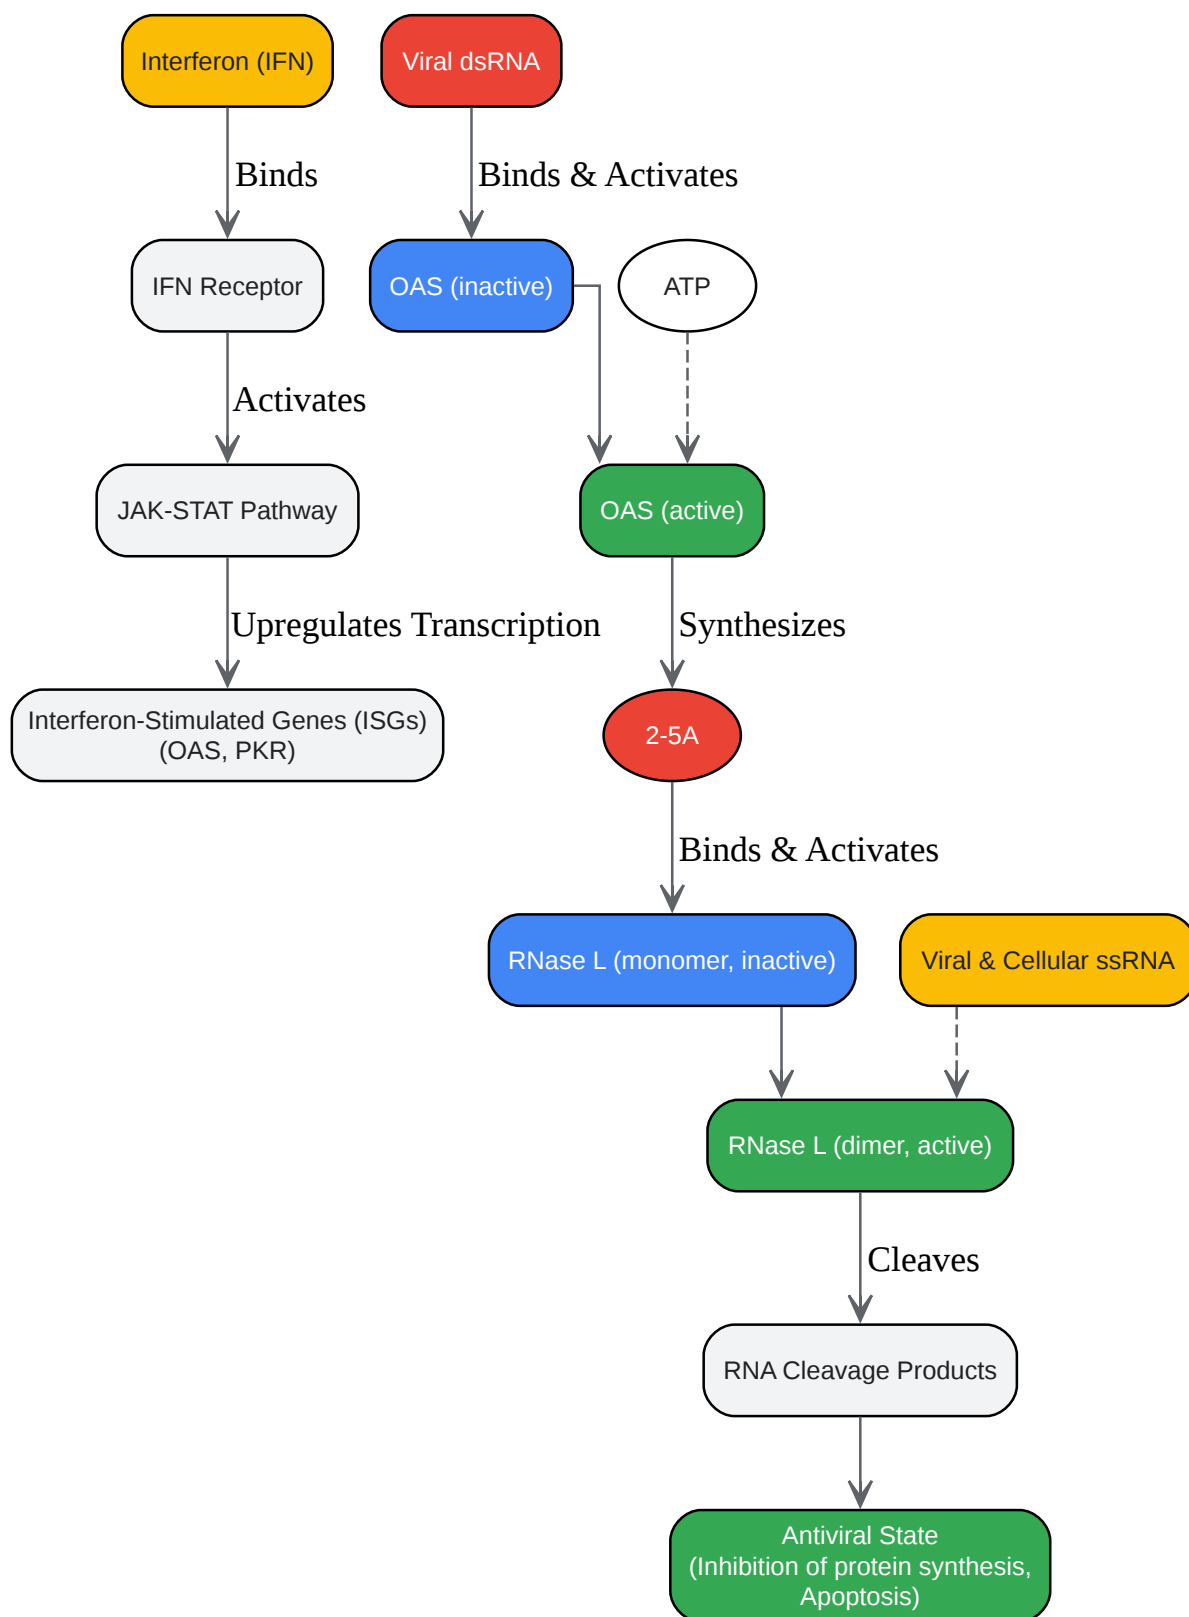 Interferon (IFN)
Viral dsRNA
Binds
Binds & Activates
IFN Receptor
OAS (inactive)
ATP
Activates
JAK-STAT Pathway
OAS (active)
Upregulates Transcription
Synthesizes
Interferon-Stimulated Genes (ISGs)
(OAS, PKR)
2-5A
Binds & Activates
RNase L (monomer, inactive)
Viral & Cellular ssRNA
RNase L (dimer, active)
Cleaves
RNA Cleavage Products
Antiviral State
(Inhibition of protein synthesis,
Apoptosis)